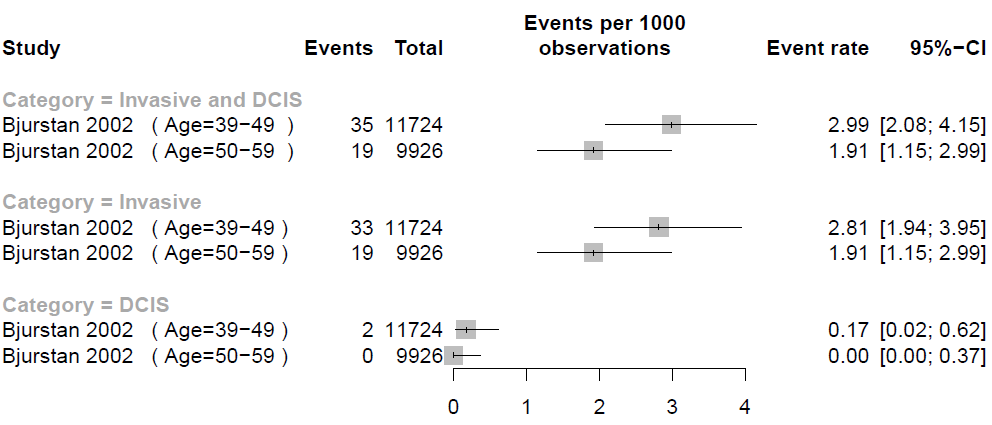 Events per 1000
Study Events Total observations Event rate 95%−CI
Category = Invasive and DCIS
Bjurstan 2002 ( Age=39−49 ) 35 11724 2.99 [2.08; 4.15]
Bjurstan 2002 ( Age=50−59 ) 19 9926 1.91 [1.15; 2.99]
Category = Invasive
Bjurstan 2002 ( Age=39−49 ) 33 11724 2.81 [1.94; 3.95]
Bjurstan 2002 ( Age=50−59 ) 19 9926 1.91 [1.15; 2.99]
Category = DCIS
Bjurstan 2002 ( Age=39−49 ) 2 11724 0.17 [0.02; 0.62]
Bjurstan 2002 ( Age=50−59 ) 0 9926 0.00 [0.00; 0.37]
0 1 2 3 4